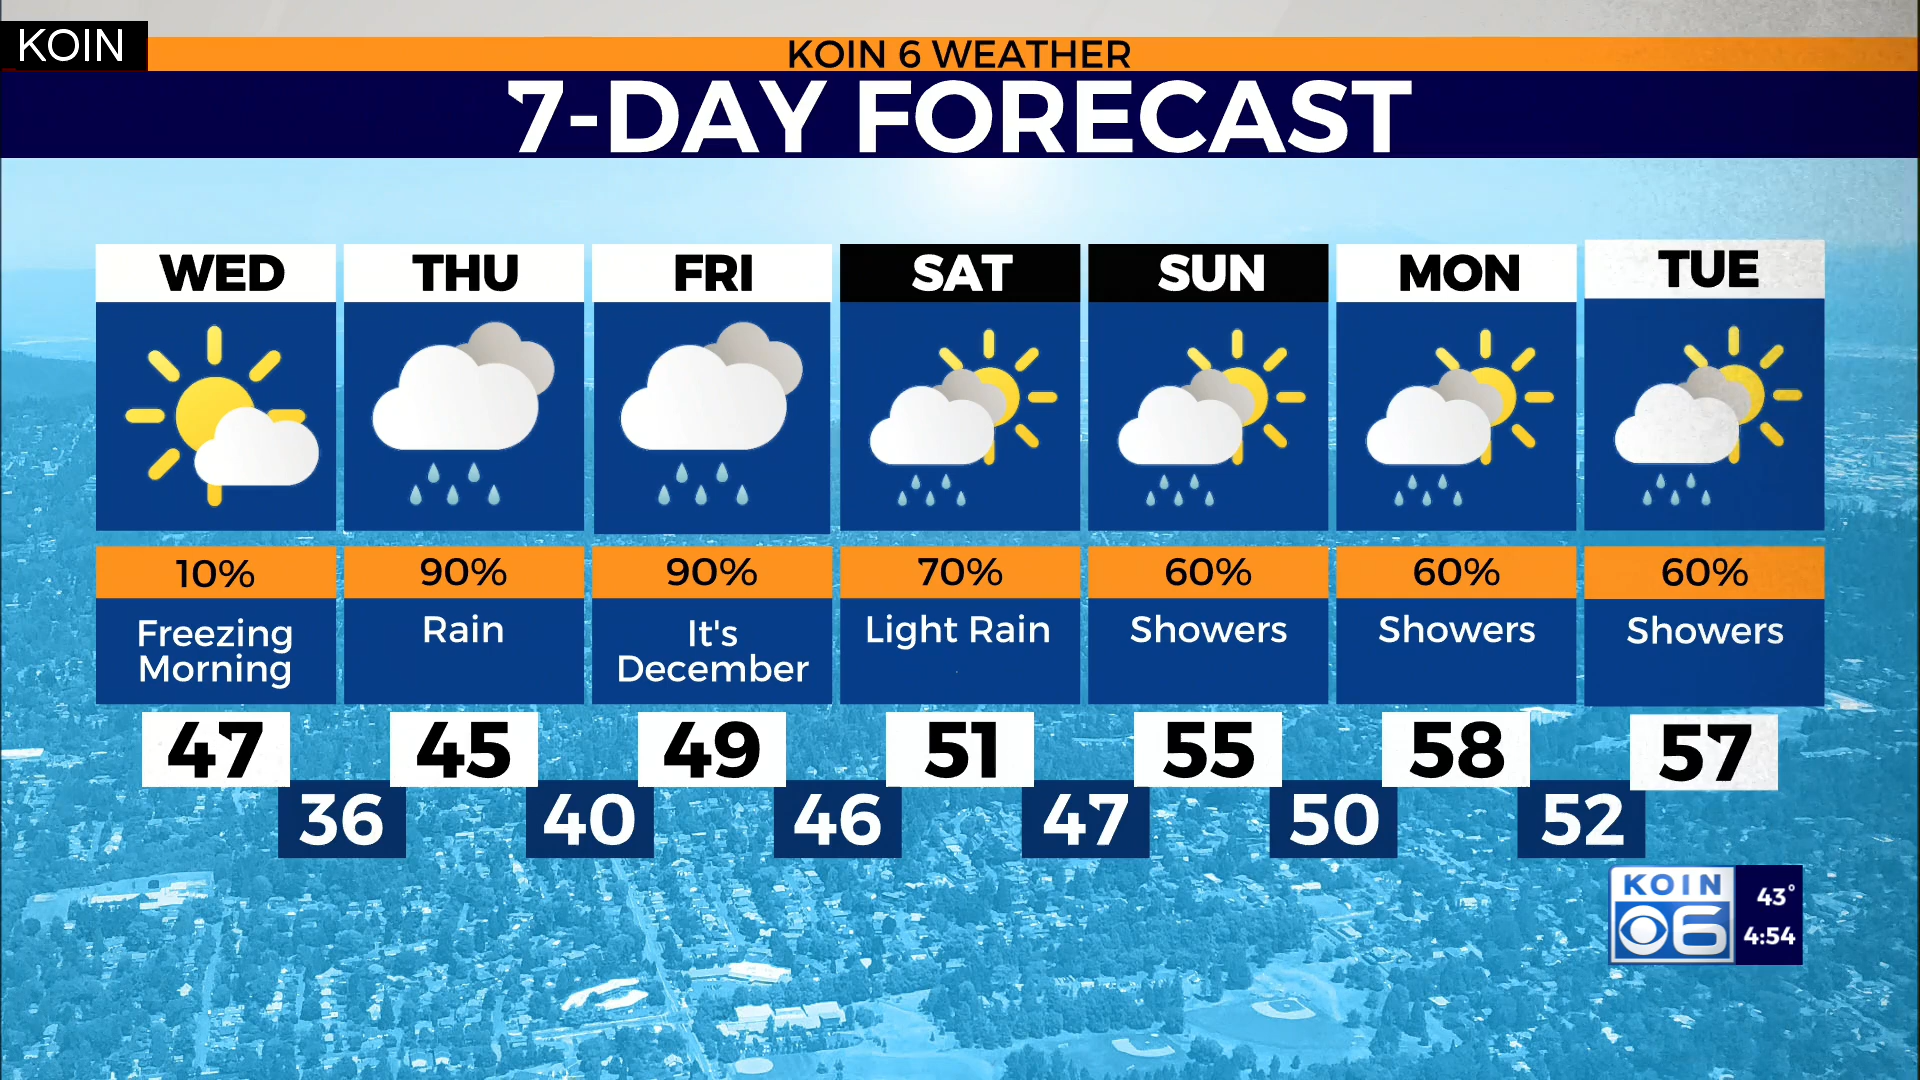 KOIN
KOIN 6 WEATHER
7-DAY FORECAST
WED THU FRI SAT SUN MON TUE
10% 90% 90% 70% 60% 60% 60%
Freezing
Morning
Rain
It's
December
Light Rain
Showers
Showers
Showers
47 45 49 51 55 58 57
36 40 46 47 50 52
KOIN
6
43°
4:54